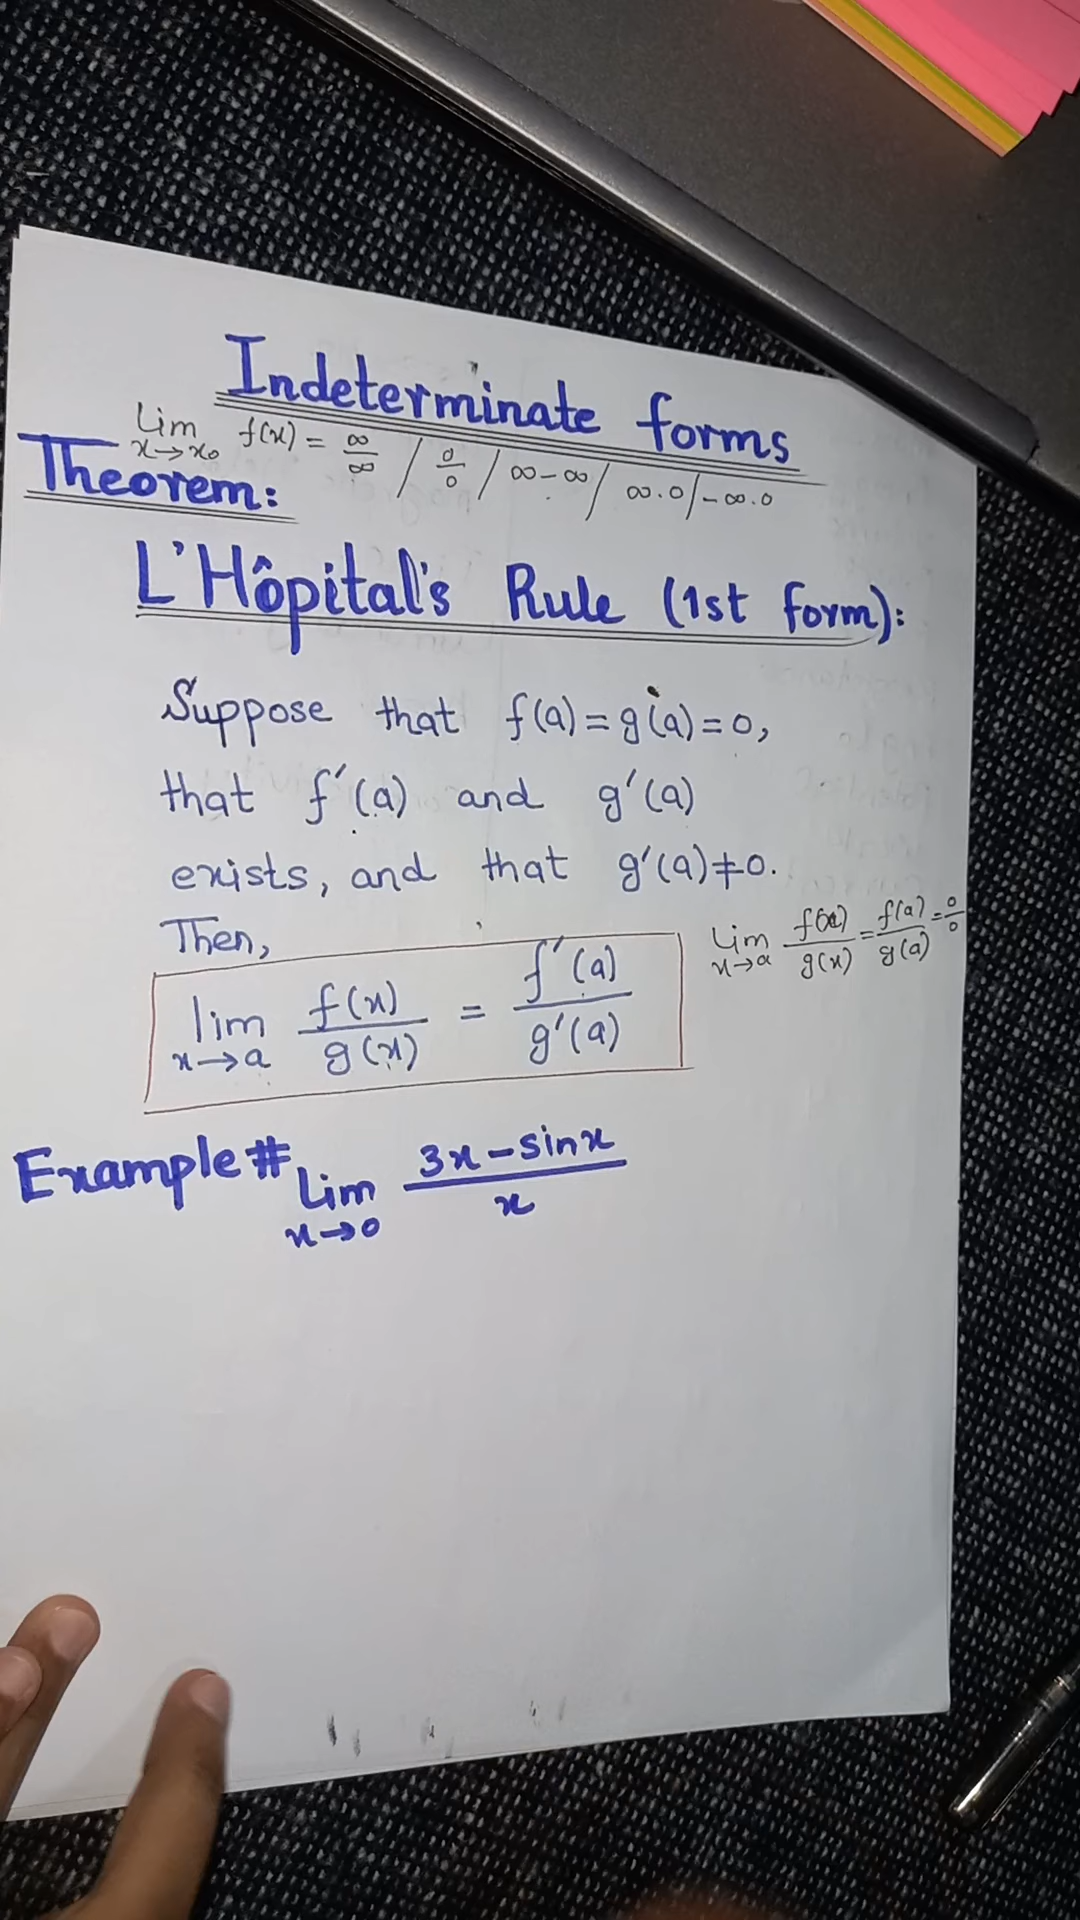 Indeterminate forms
Lim x→x₀ f(x) = ∞/∞ / 0/0 / ∞-∞ / ∞.0 / -∞.0
Theorem:
L'Hôpital's Rule (1st form):
Suppose that f(a) = g(a) = 0,
that f'(a) and g'(a)
exists, and that g'(a) ≠ 0.
Then,
Lim x→a f(x)/g(x) = f(a)/g(a) = 0/0
lim x→a f(x)/g(x) = f'(a)/g'(a)
Example# Lim x→0 3x-sinx/x